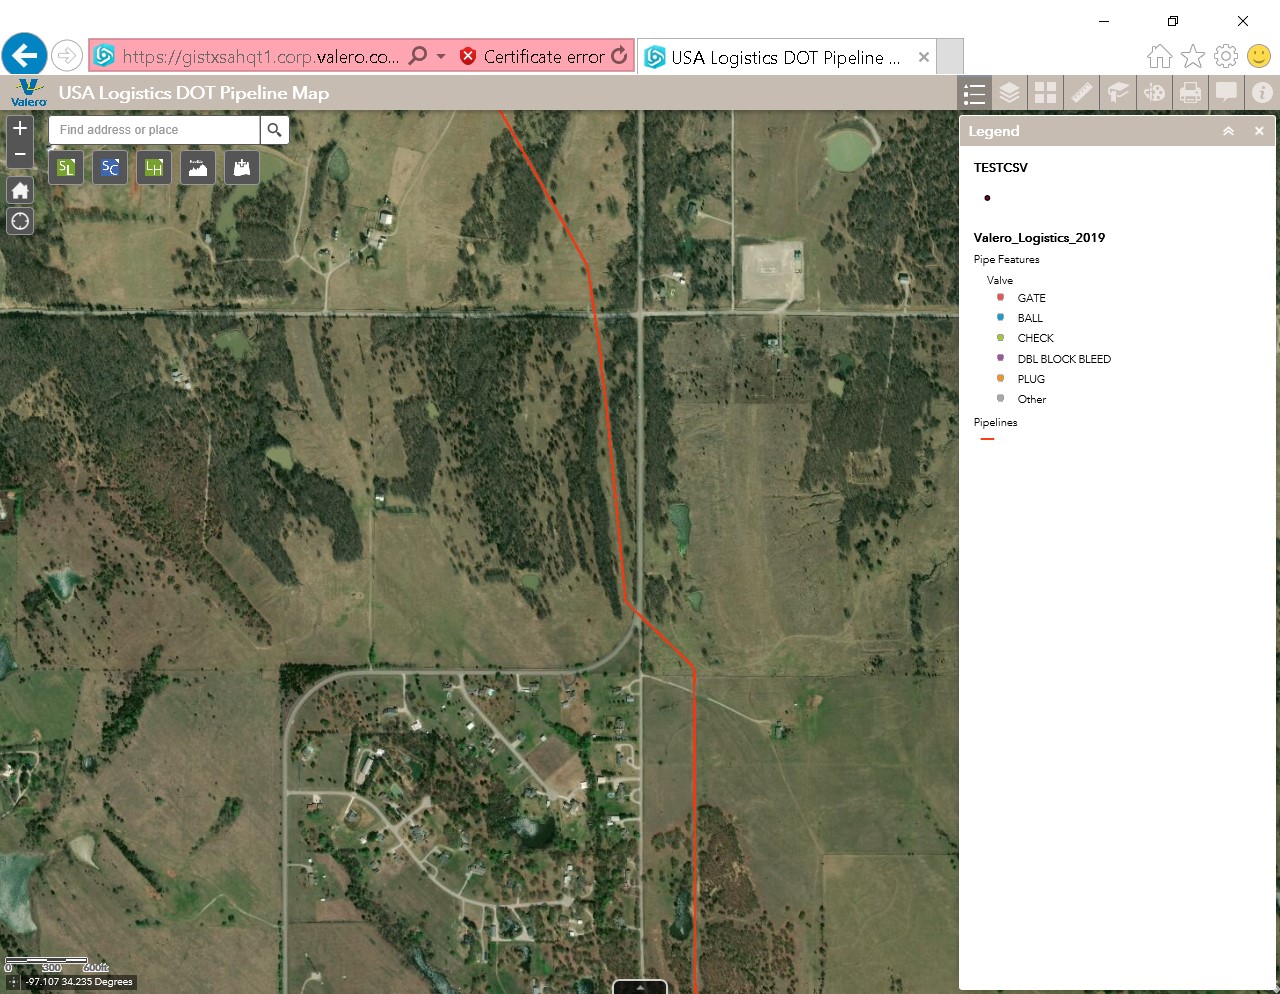 https://gistxsahqt1.corp.valero.co...
Certificate error
USA Logistics DOT Pipeline ...
Valero
USA Logistics DOT Pipeline Map
+
Find address or place
−
SL
SC
LH
Legend
TESTCSV
Valero_Logistics_2019
Pipe Features
Valve
GATE
BALL
CHECK
DBL BLOCK BLEED
PLUG
Other
Pipelines
0 300 600ft
-97.107 34.235 Degrees